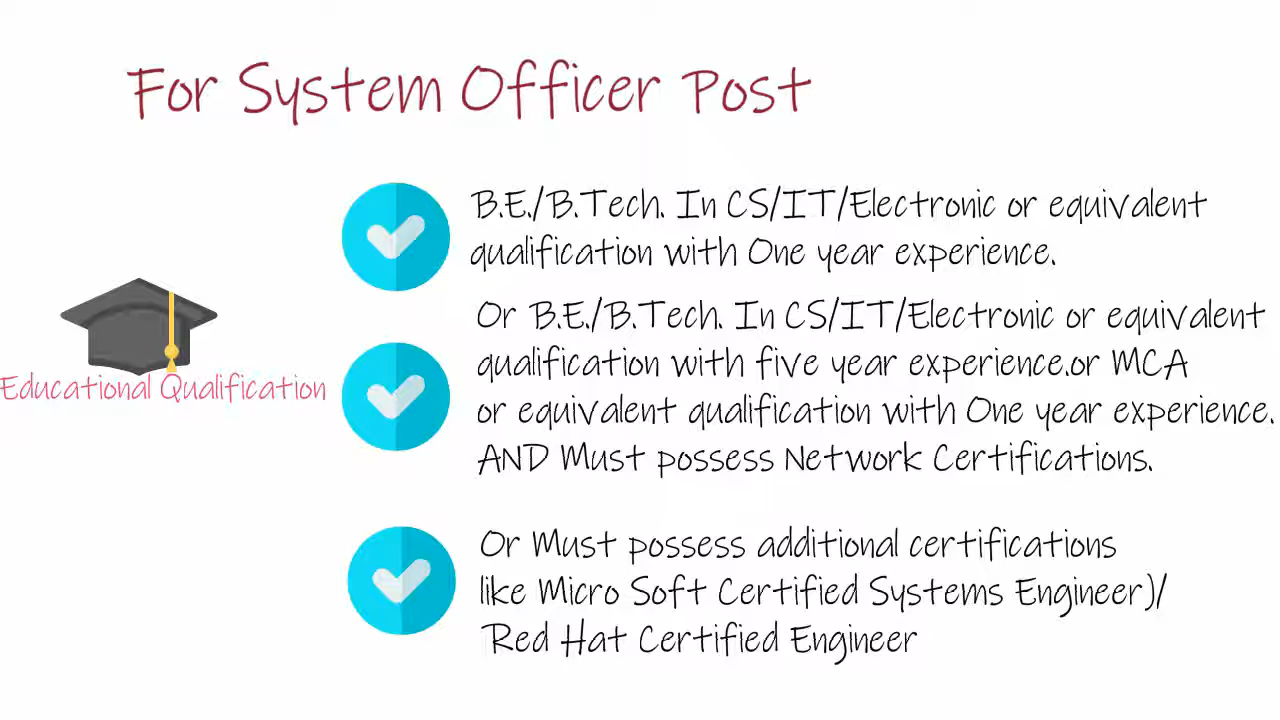 For System Officer Post
B.E./B.Tech. In CS/IT/Electronic or equivalent
qualification with One year experience.
Or B.E./B.Tech. In CS/IT/Electronic or equivalent
qualification with five year experience.or MCA
or equivalent qualification with One year experience.
AND Must possess Network Certifications.
Educational Qualification
Or Must possess additional certifications
like Micro Soft Certified Systems Engineer)/
Red Hat Certified Engineer